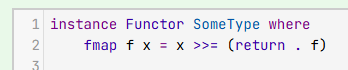 1 instance Functor SomeType where
2     fmap f x = x >>= (return . f)
3